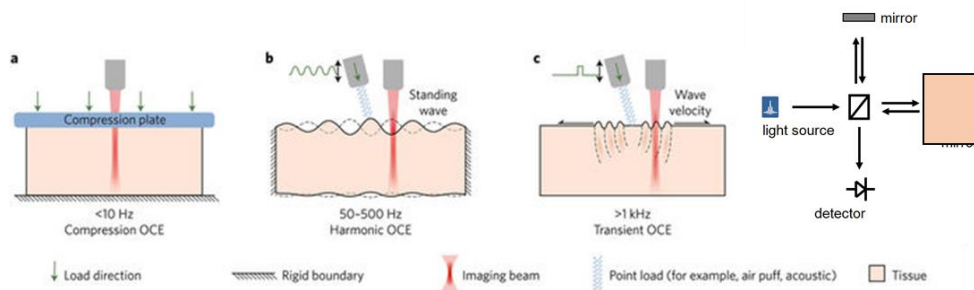 a
Compression plate
<10 Hz
Compression OCE
b
Standing
wave
50–500 Hz
Harmonic OCE
c
Wave
velocity
>1 kHz
Transient OCE
mirror
light source
detector
Load direction
Rigid boundary
Imaging beam
Point load (for example, air puff, acoustic)
Tissue